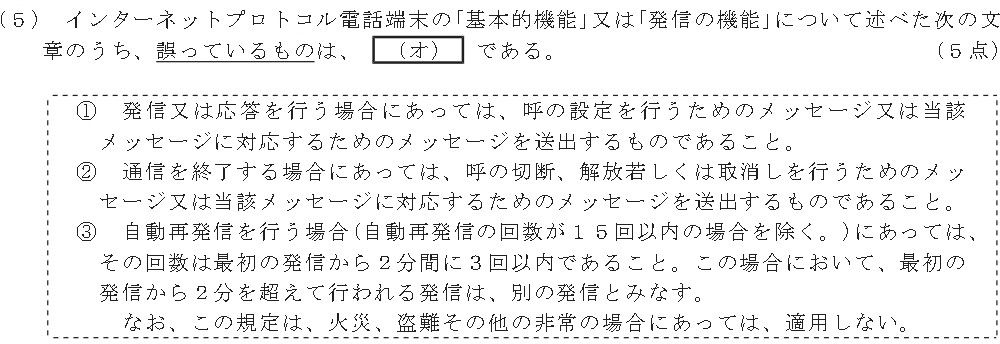 (５)　インターネットプロトコル電話端末の｢基本的機能｣又は｢発信の機能｣について述べた次の文
章のうち、誤っているものは、 (オ) である。 (５点)
①　発信又は応答を行う場合にあっては、呼の設定を行うためのメッセージ又は当該
メッセージに対応するためのメッセージを送出するものであること。
②　通信を終了する場合にあっては、呼の切断、解放若しくは取消しを行うためのメッ
セージ又は当該メッセージに対応するためのメッセージを送出するものであること。
③　自動再発信を行う場合(自動再発信の回数が１５回以内の場合を除く。)にあっては、
その回数は最初の発信から２分間に３回以内であること。この場合において、最初の
発信から２分を超えて行われる発信は、別の発信とみなす。
なお、この規定は、火災、盗難その他の非常の場合にあっては、適用しない。